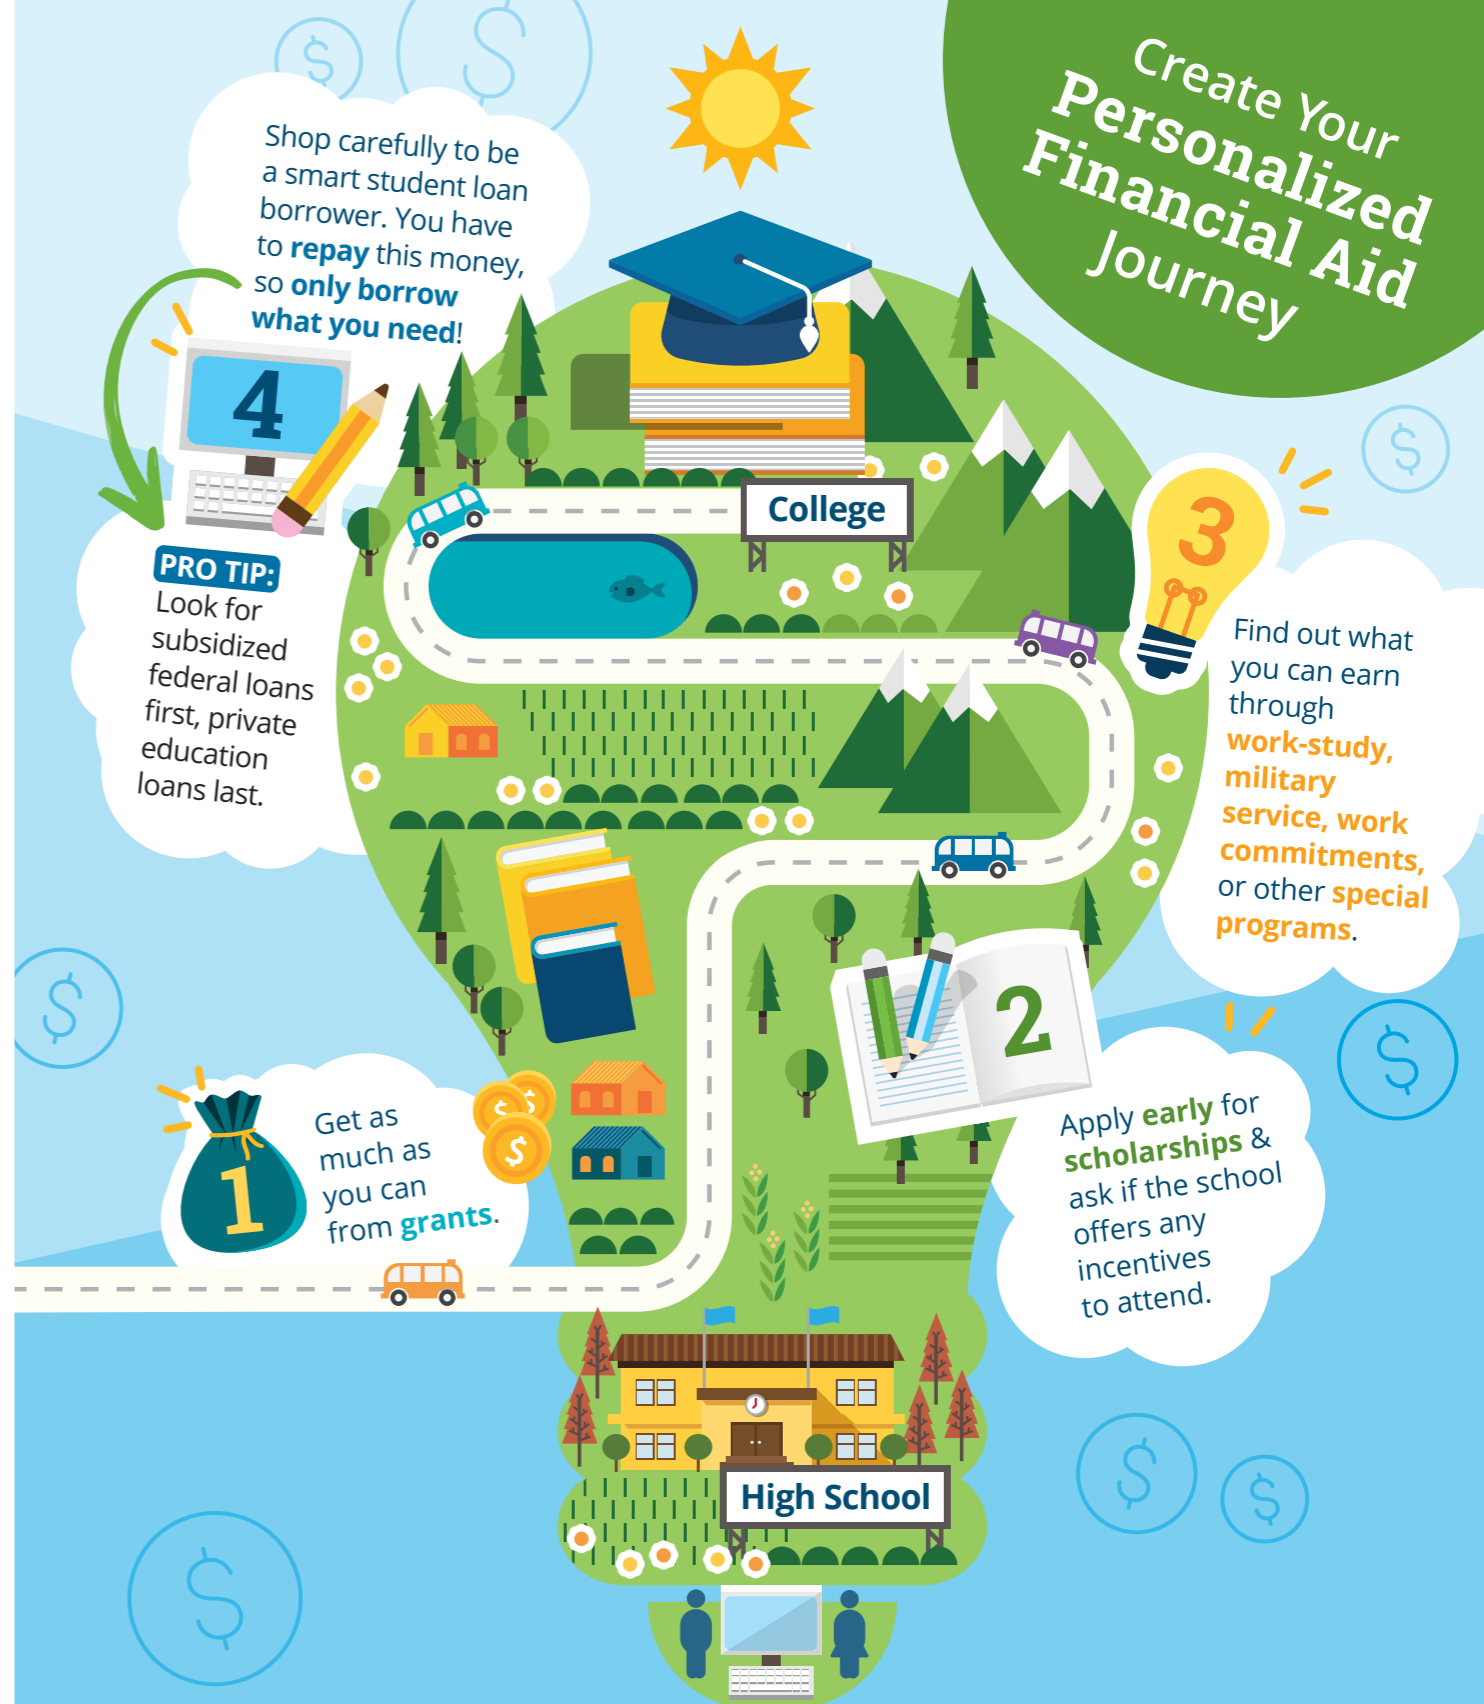 Create Your
Personalized
Financial Aid
Journey
Shop carefully to be
a smart student loan
borrower. You have
to repay this money,
so only borrow
what you need!
4
PRO TIP:
Look for
subsidized
federal loans
first, private
education
loans last.
College
3
Find out what
you can earn
through
work-study,
military
service, work
commitments,
or other special
programs.
2
Apply early for
scholarships &
ask if the school
offers any
incentives
to attend.
1
Get as
much as
you can
from grants.
High School